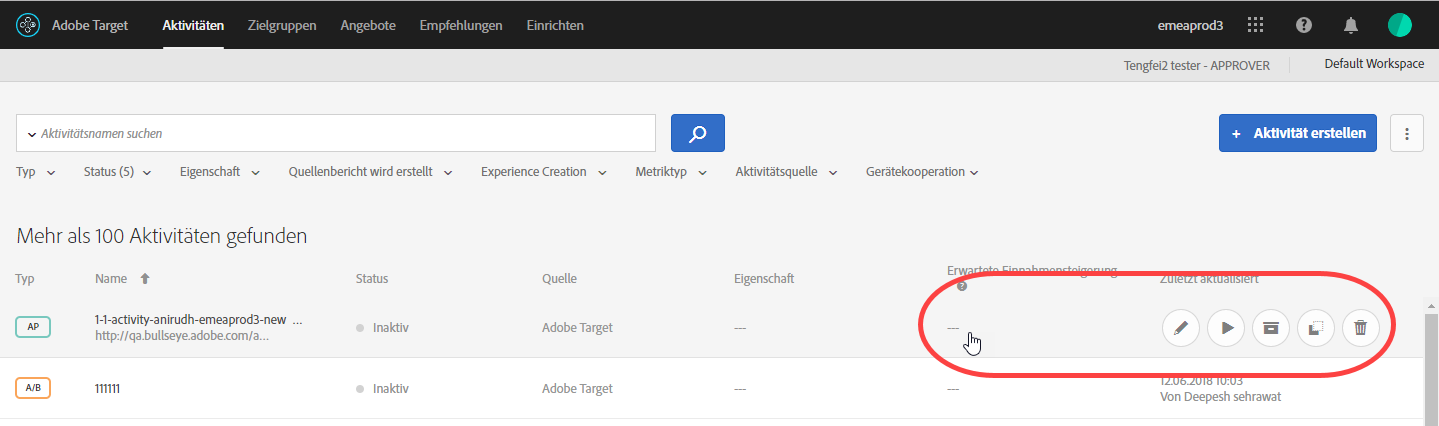 Adobe Target Aktivitäten Zielgruppen Angebote Empfehlungen Einrichten emeaprod3
Tengfei2 tester - APPROVER Default Workspace
Aktivitätsnamen suchen
+ Aktivität erstellen
Typ Status (5) Eigenschaft Quellenbericht wird erstellt Experience Creation Metriktyp Aktivitätsquelle Gerätekooperation
Mehr als 100 Aktivitäten gefunden
Typ Name Status Quelle Eigenschaft Erwartete Einnahmensteigerung Zuletzt aktualisiert
AP 1-1-activity-anirudh-emeaprod3-new ... Inaktiv Adobe Target --- ---
http://qa.bullseye.adobe.com/a...
A/B 111111 Inaktiv Adobe Target --- --- 12.06.2018 10:03
Von Deepesh sehrawat